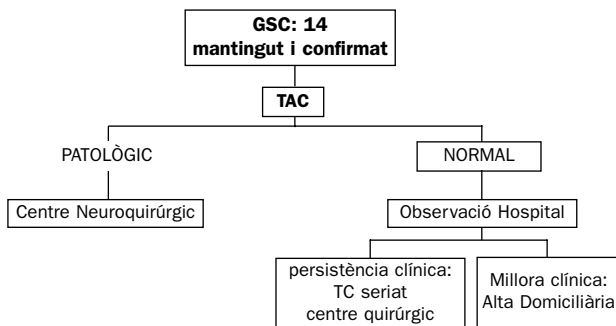 GSC: 14
mantingut i confirmat
TAC
PATOLÒGIC
NORMAL
Centre Neuroquirúrgic
Observació Hospital
persistència clínica:
TC seriat
centre quirúrgic
Millora clínica:
Alta Domiciliària